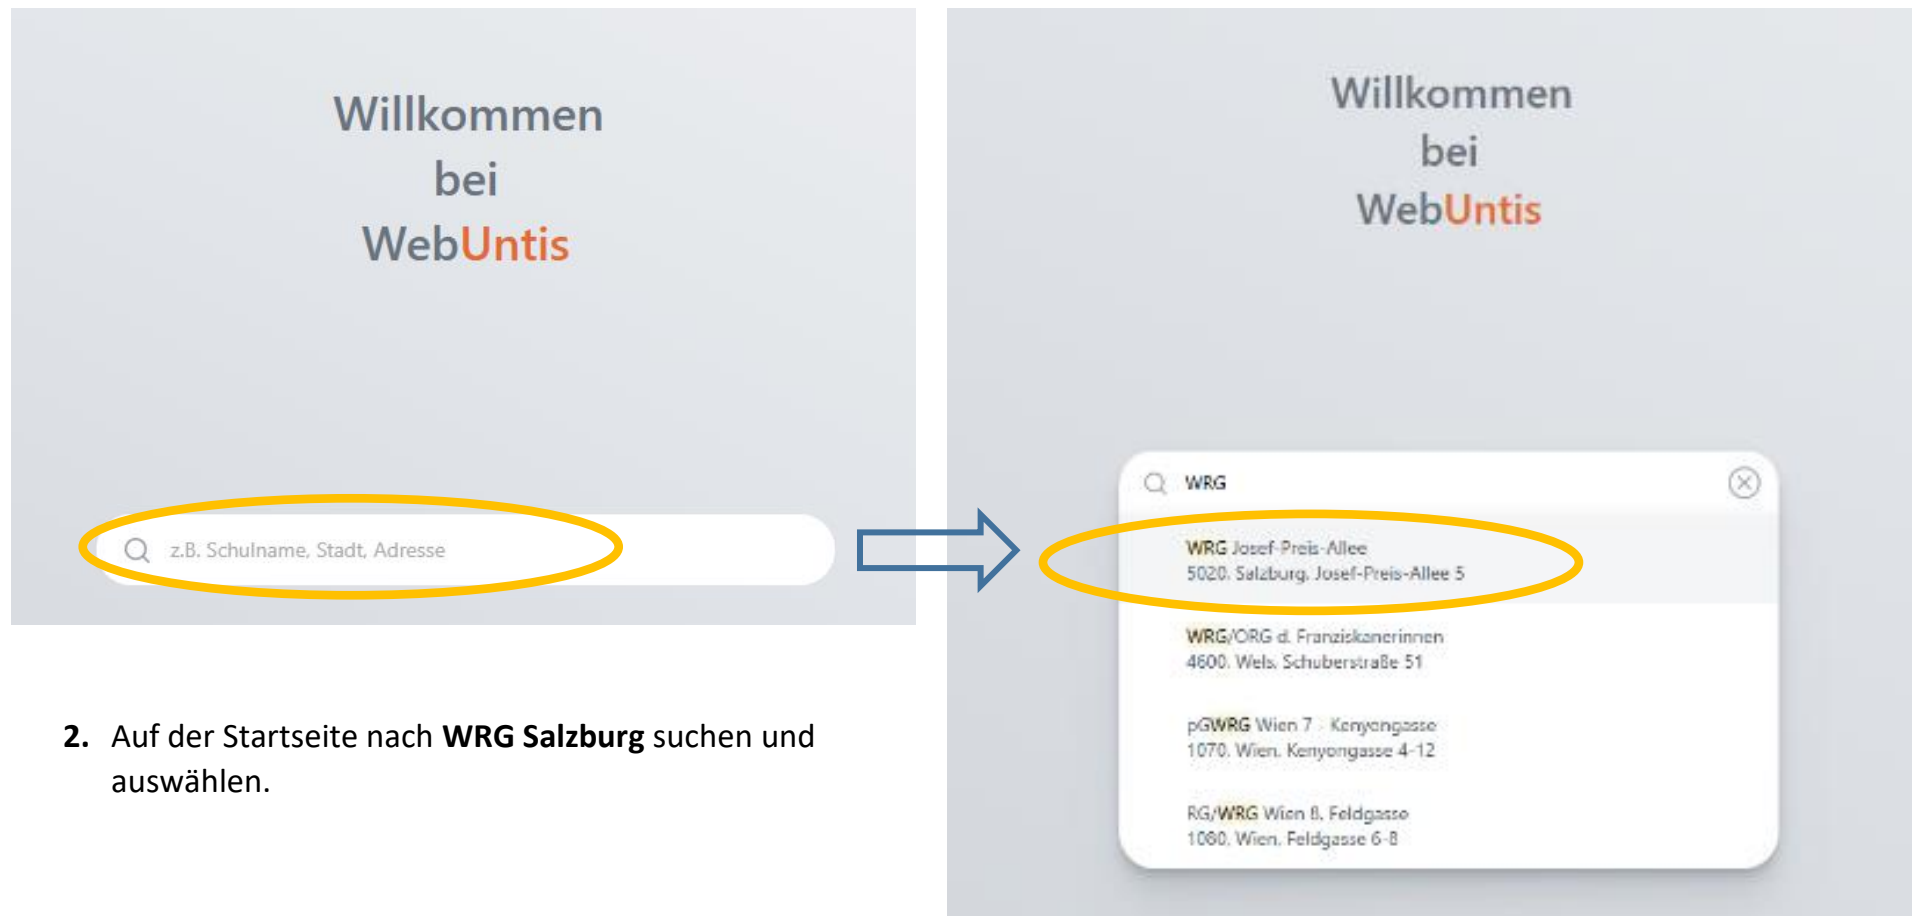 Willkommen
bei
WebUntis
z.B. Schulname, Stadt, Adresse
2. Auf der Startseite nach WRG Salzburg suchen und
auswählen.
Willkommen
bei
WebUntis
WRG
WRG Josef-Preis-Allee
5020, Salzburg, Josef-Preis-Allee 5
WRG/ORG d. Franziskanerinnen
4600, Wels, Schuberstraße 51
pGWRG Wien 7 - Kenyongasse
1070, Wien, Kenyongasse 4-12
RG/WRG Wien 8, Feldgasse
1080, Wien, Feldgasse 6-8